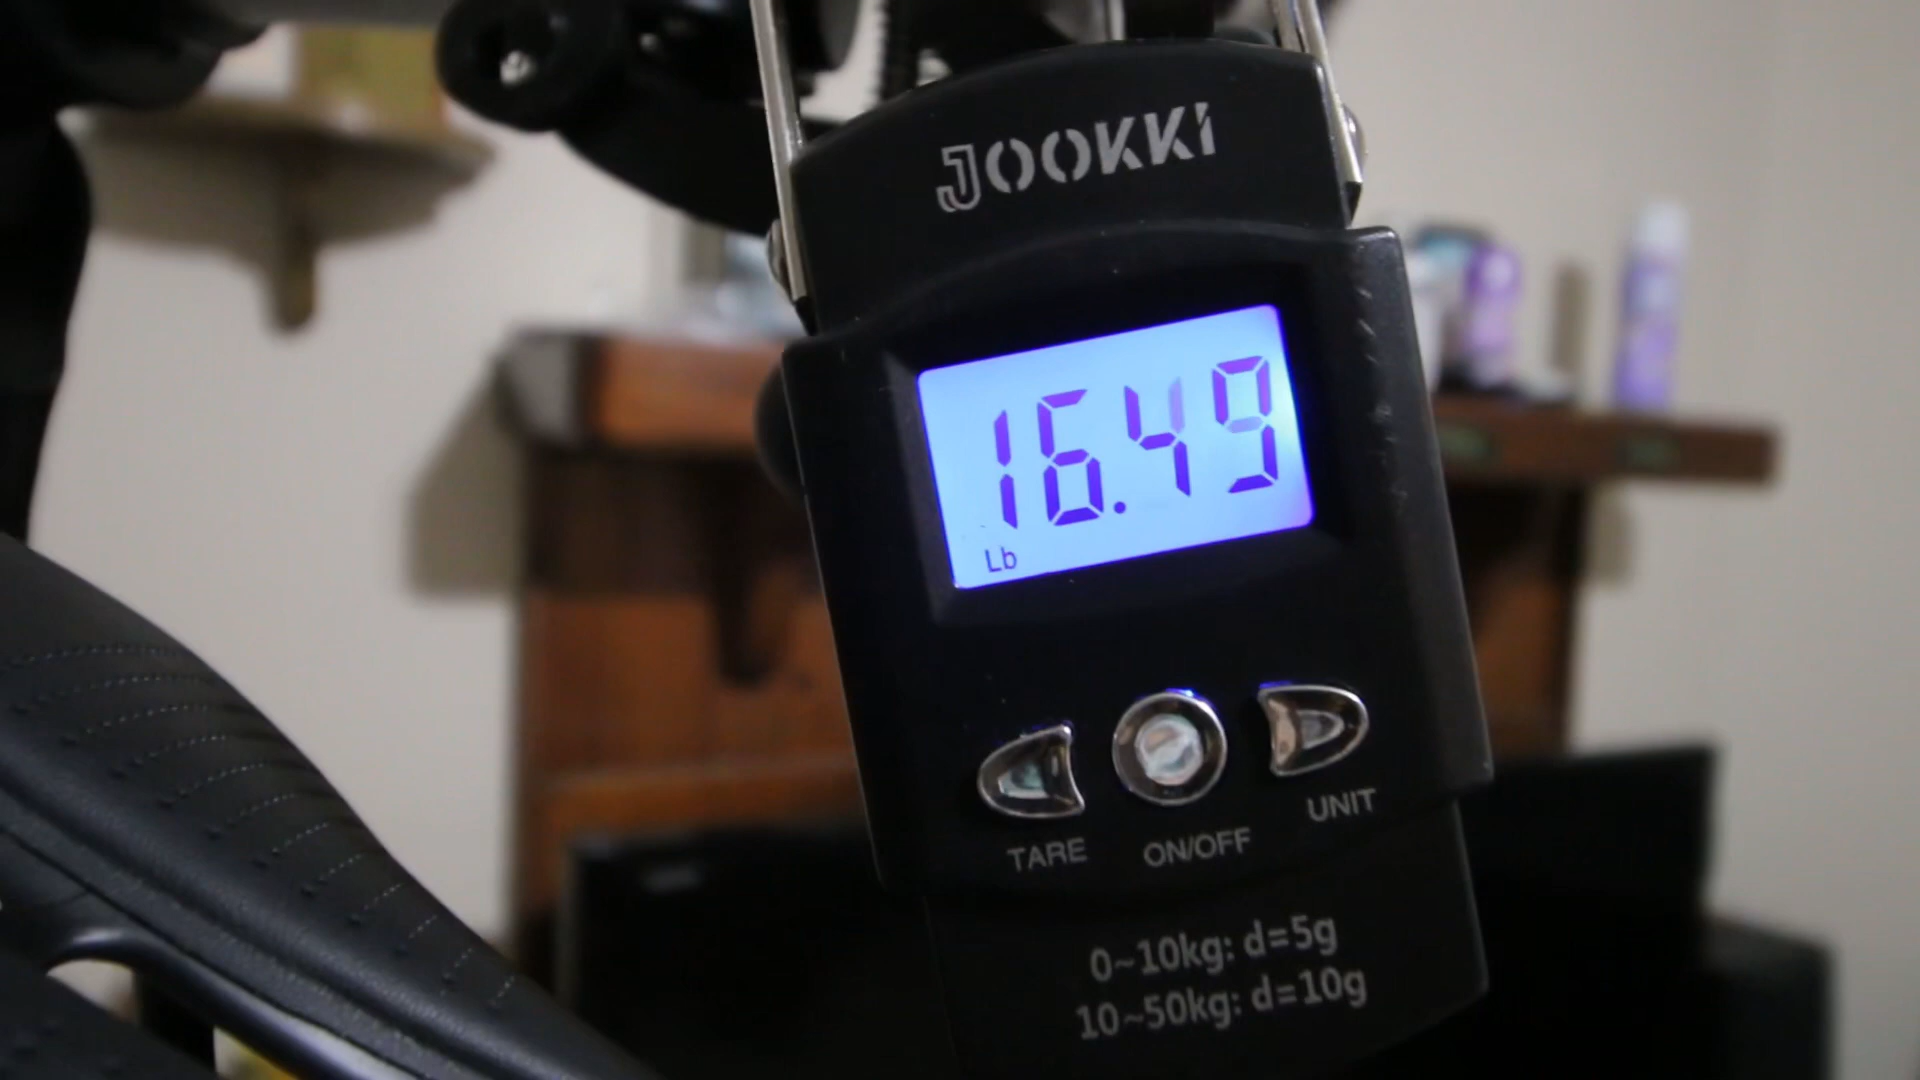 JOOKKI
16.49
Lb
TARE
ON/OFF
UNIT
0~10kg: d=5g
10~50kg: d=10g